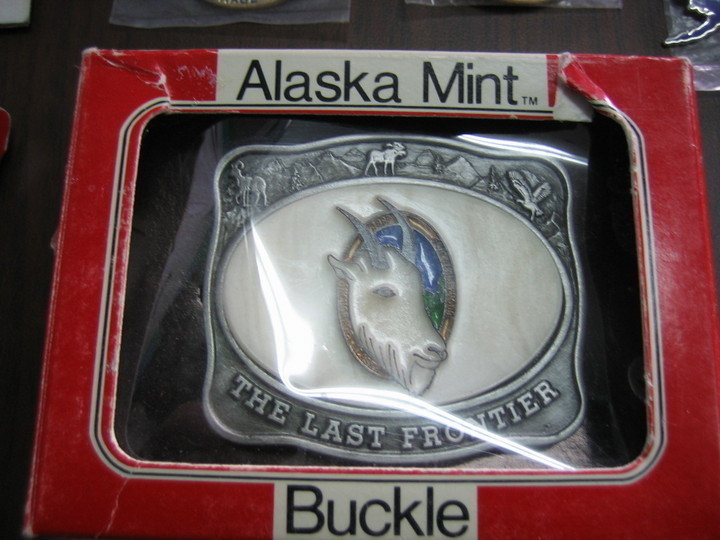 Alaska Mint™
THE LAST FRONTIER
Buckle